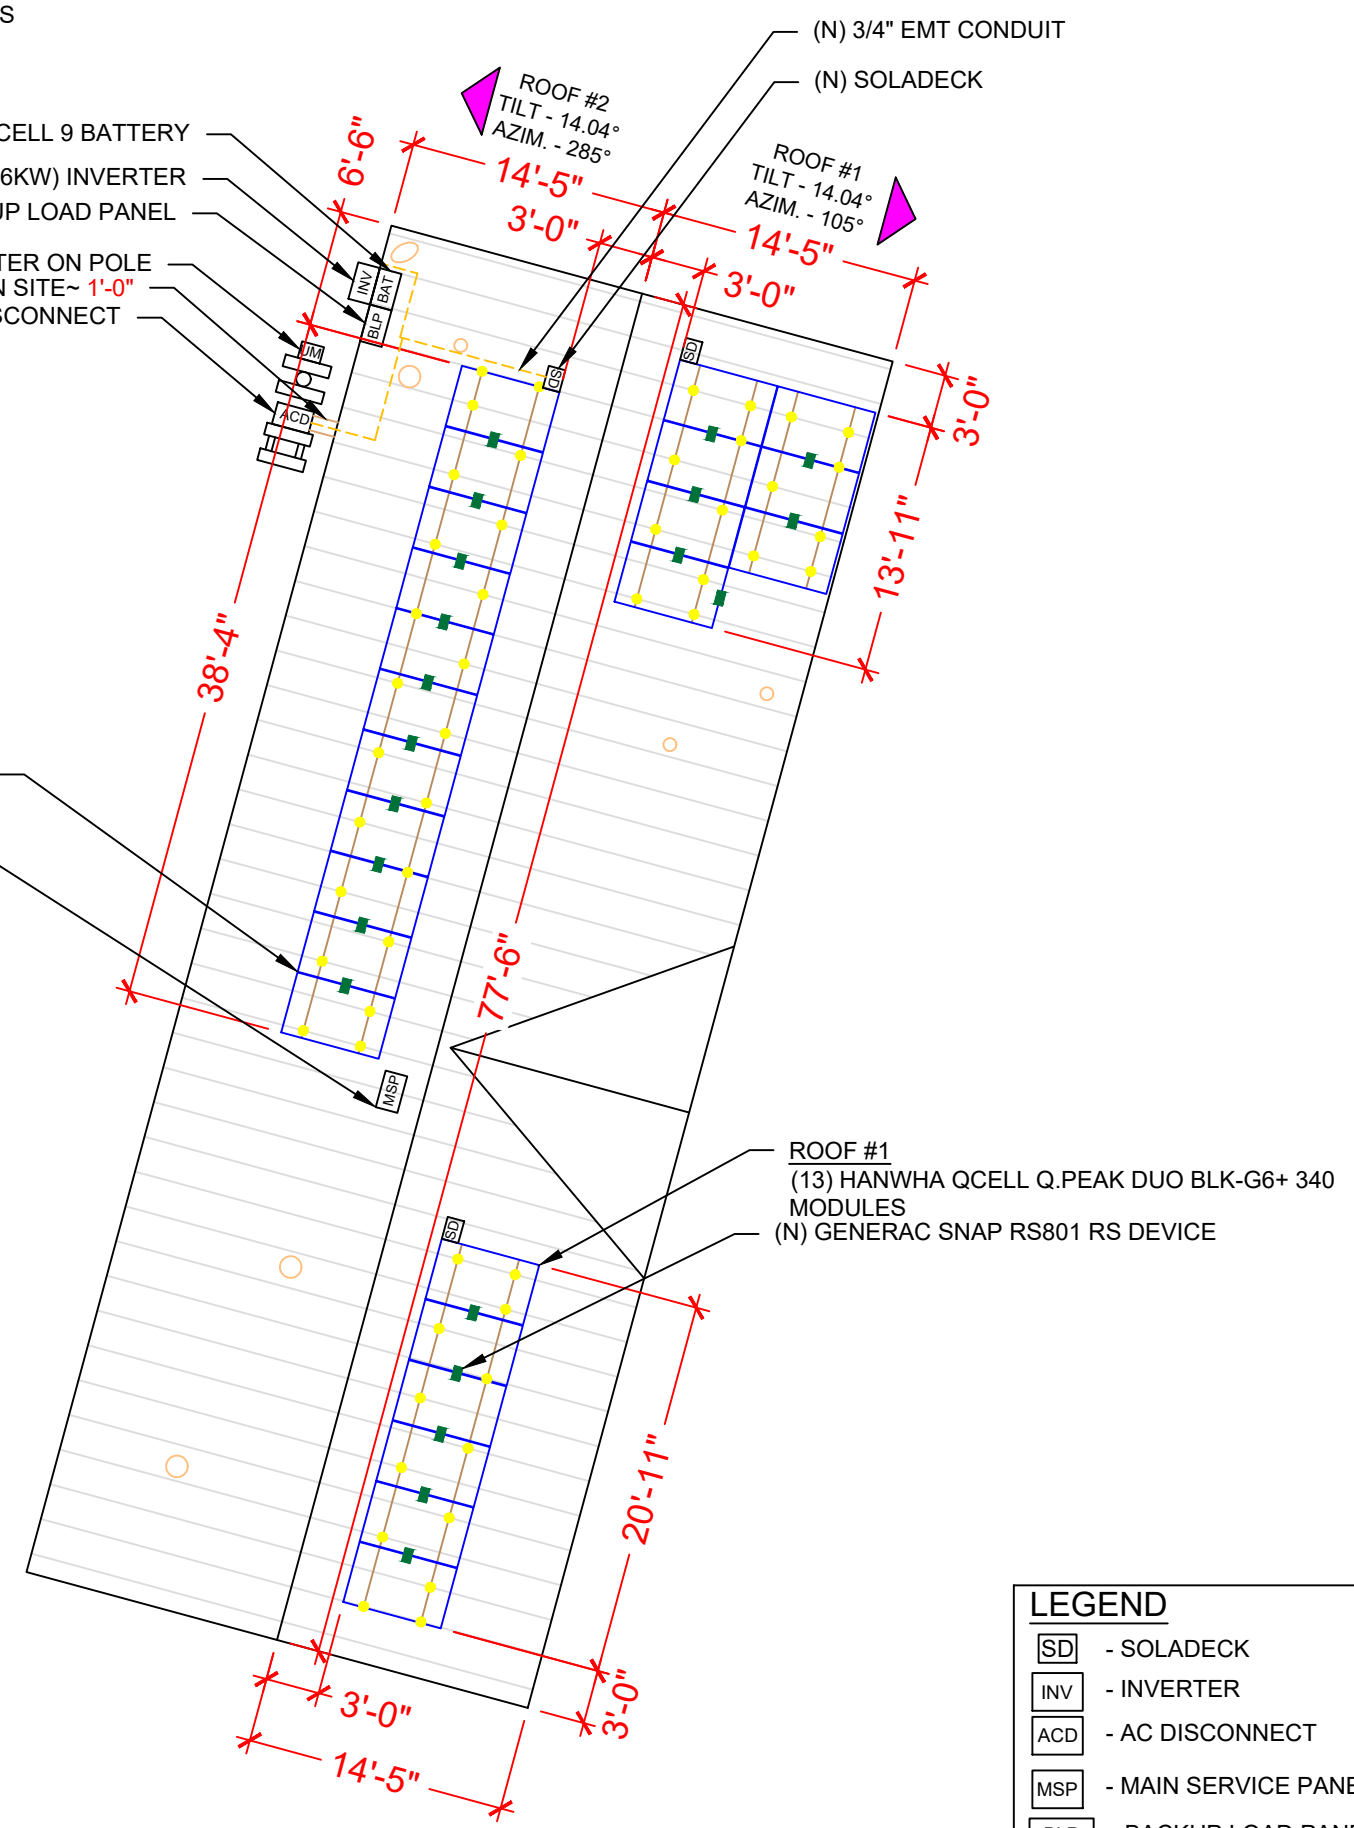 S
(N) 3/4" EMT CONDUIT
(N) SOLADECK
ROOF #2
TILT - 14.04°
AZIM. - 285°
ROOF #1
TILT - 14.04°
AZIM. - 105°
CELL 9 BATTERY
6KW) INVERTER
UP LOAD PANEL
TER ON POLE
N SITE~ 1'-0"
SCONNECT
6'-6"
14'-5"
3'-0"
14'-5"
3'-0"
INV
BAT
BLP
UM
ACD
SD
SD
3'-0"
13'-11"
38'-4"
77'-6"
MSP
ROOF #1
(13) HANWHA QCELL Q.PEAK DUO BLK-G6+ 340
MODULES
(N) GENERAC SNAP RS801 RS DEVICE
SD
20'-11"
3'-0"
3'-0"
14'-5"
LEGEND
SD - SOLADECK
INV - INVERTER
ACD - AC DISCONNECT
MSP - MAIN SERVICE PANE